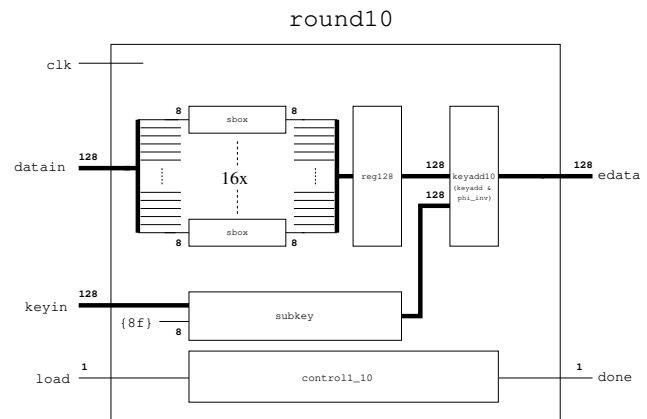 round10
clk
8 sbox 8
128
datain
16x
reg128
128
keyadd10
(keyadd &
phi_inv)
128
128
edata
8 sbox 8
128
keyin
{8f}
8
subkey
1
load
control1_10
1
done